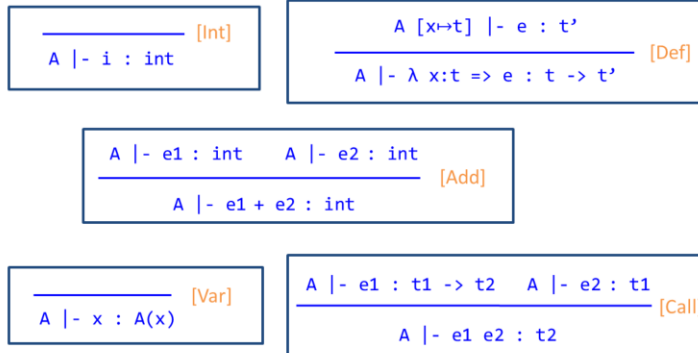 [Int]
A |- i : int
A [x↦t] |- e : t’
[Def]
A |- λ x:t => e : t -> t’
A |- e1 : int A |- e2 : int
[Add]
A |- e1 + e2 : int
[Var]
A |- x : A(x)
A |- e1 : t1 -> t2 A |- e2 : t1
[Call
A |- e1 e2 : t2